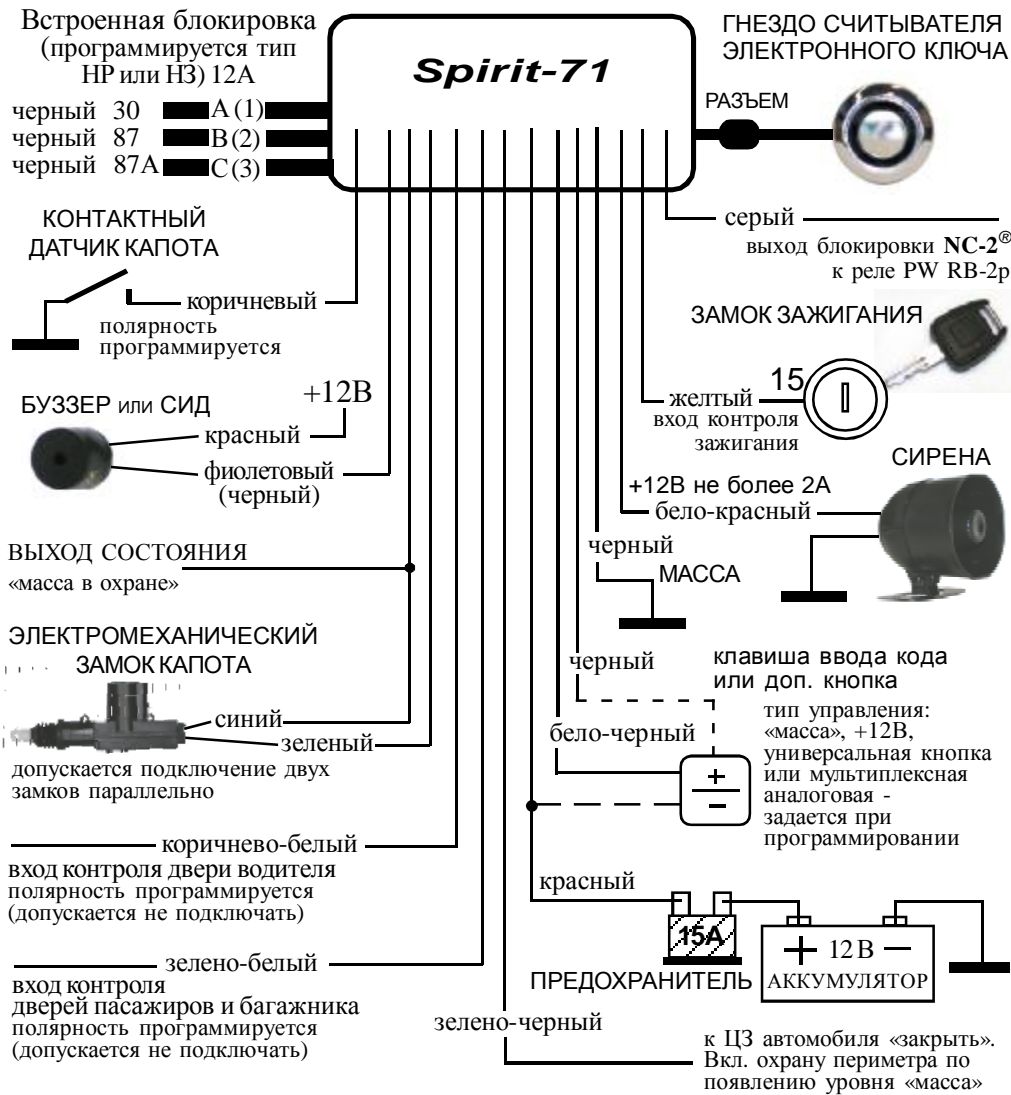 Встроенная блокировка
(программируется тип
НР или НЗ) 12А
черный 30 А (1)
черный 87 В (2)
черный 87А С (3)
Spirit-71
ГНЕЗДО СЧИТЫВАТЕЛЯ
ЭЛЕКТРОННОГО КЛЮЧА
РАЗЪЕМ
КОНТАКТНЫЙ
ДАТЧИК КАПОТА
коричневый
полярность
программируется
серый
выход блокировки NC-2®
к реле PW RB-2p
ЗАМОК ЗАЖИГАНИЯ
15
желтый
вход контроля
зажигания
БУЗЗЕР или СИД
+12В
красный
фиолетовый
(черный)
СИРЕНА
+12В не более 2А
бело-красный
черный
МАССА
ВЫХОД СОСТОЯНИЯ
«масса в охране»
ЭЛЕКТРОМЕХАНИЧЕСКИЙ
ЗАМОК КАПОТА
синий
зеленый
допускается подключение двух
замков параллельно
черный
бело-черный
клавиша ввода кода
или доп. кнопка
тип управления:
«масса», +12В,
универсальная кнопка
или мультиплексная
аналоговая -
задается при
программировании
+
−
коричнево-белый
вход контроля двери водителя
полярность программируется
(допускается не подключать)
красный
15А
ПРЕДОХРАНИТЕЛЬ
+ 12 В −
АККУМУЛЯТОР
зелено-белый
вход контроля
дверей пасажиров и багажника
полярность программируется
(допускается не подключать)
зелено-черный
к ЦЗ автомобиля «закрыть».
Вкл. охрану периметра по
появлению уровня «масса»